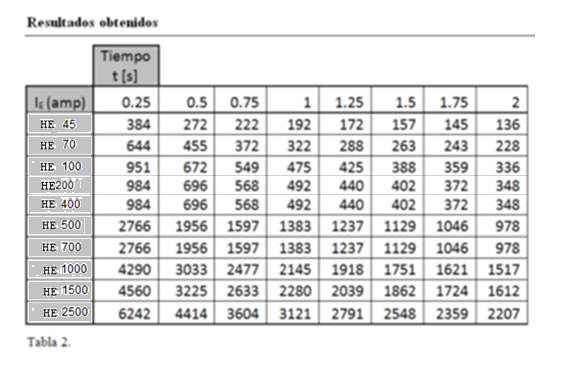 Resultados obtenidos
Tiempo
t [s]
IE (amp) 0.25 0.5 0.75 1 1.25 1.5 1.75 2
HE 45 384 272 222 192 172 157 145 136
HE 70 644 455 372 322 288 263 243 228
HE 100 951 672 549 475 425 388 359 336
HE200 984 696 568 492 440 402 372 348
HE 400 984 696 568 492 440 402 372 348
HE 500 2766 1956 1597 1383 1237 1129 1046 978
HE 700 2766 1956 1597 1383 1237 1129 1046 978
HE 1000 4290 3033 2477 2145 1918 1751 1621 1517
HE 1500 4560 3225 2633 2280 2039 1862 1724 1612
HE 2500 6242 4414 3604 3121 2791 2548 2359 2207
Tabla 2.